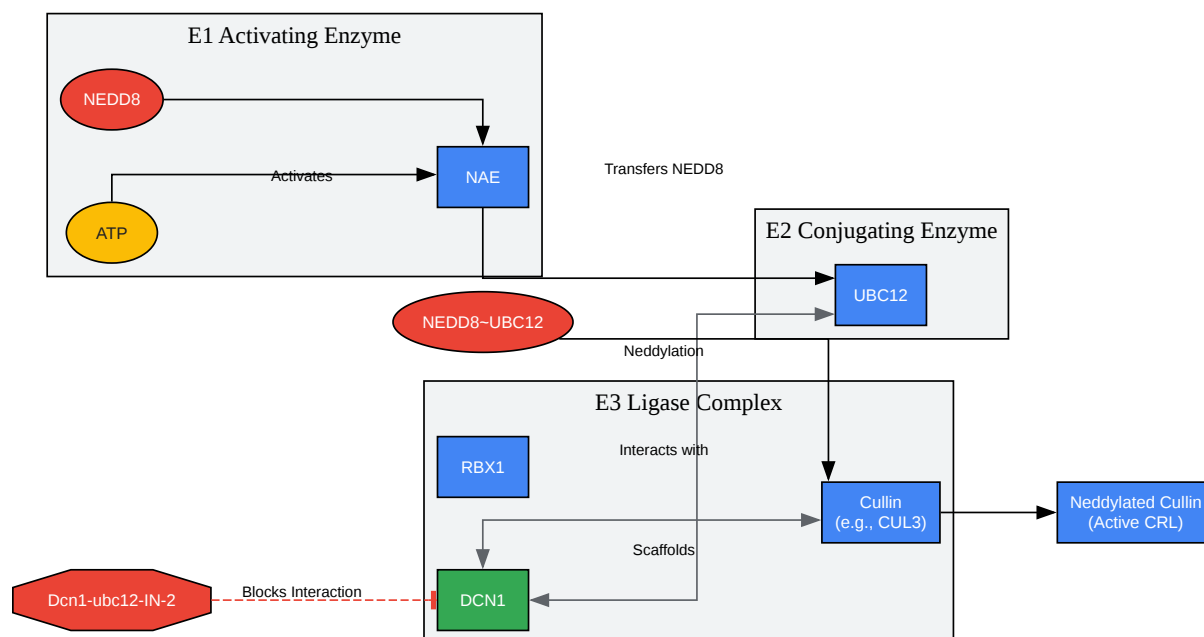 E1 Activating Enzyme
NEDD8
Activates
NAE
ATP
Transfers NEDD8
E2 Conjugating Enzyme
UBC12
NEDD8~UBC12
Neddylation
E3 Ligase Complex
RBX1
Interacts with
Cullin
(e.g., CUL3)
Neddylated Cullin
(Active CRL)
Scaffolds
Dcn1-ubc12-IN-2
Blocks Interaction
DCN1